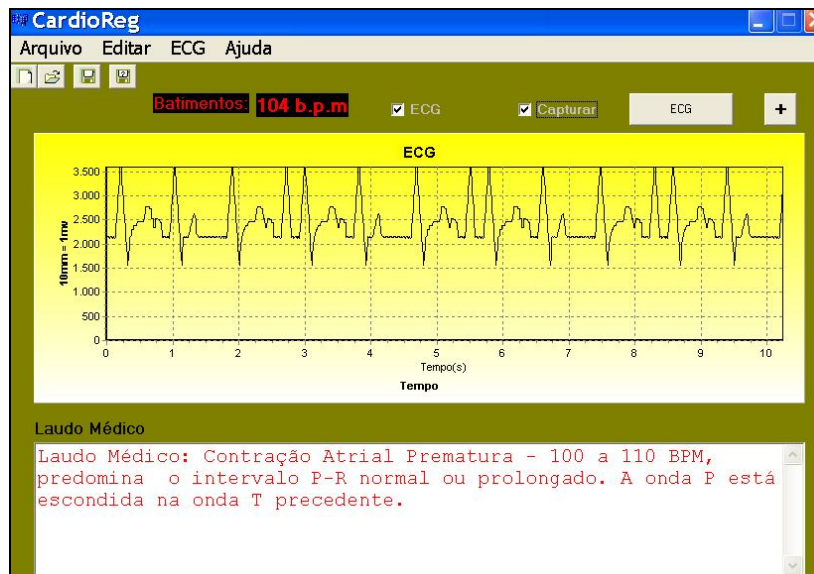 CardioReg
Arquivo Editar ECG Ajuda
Batimentos: 104 b.p.m ECG Capturar ECG +
ECG
3.500
3.000
2.500
2.000
1.500
1.000
500
0
10mm = 1mv
0 1 2 3 4 5 6 7 8 9 10
Tempo(s)
Tempo
Laudo Médico
Laudo Médico: Contração Atrial Prematura - 100 a 110 BPM,
predomina o intervalo P-R normal ou prolongado. A onda P está
escondida na onda T precedente.